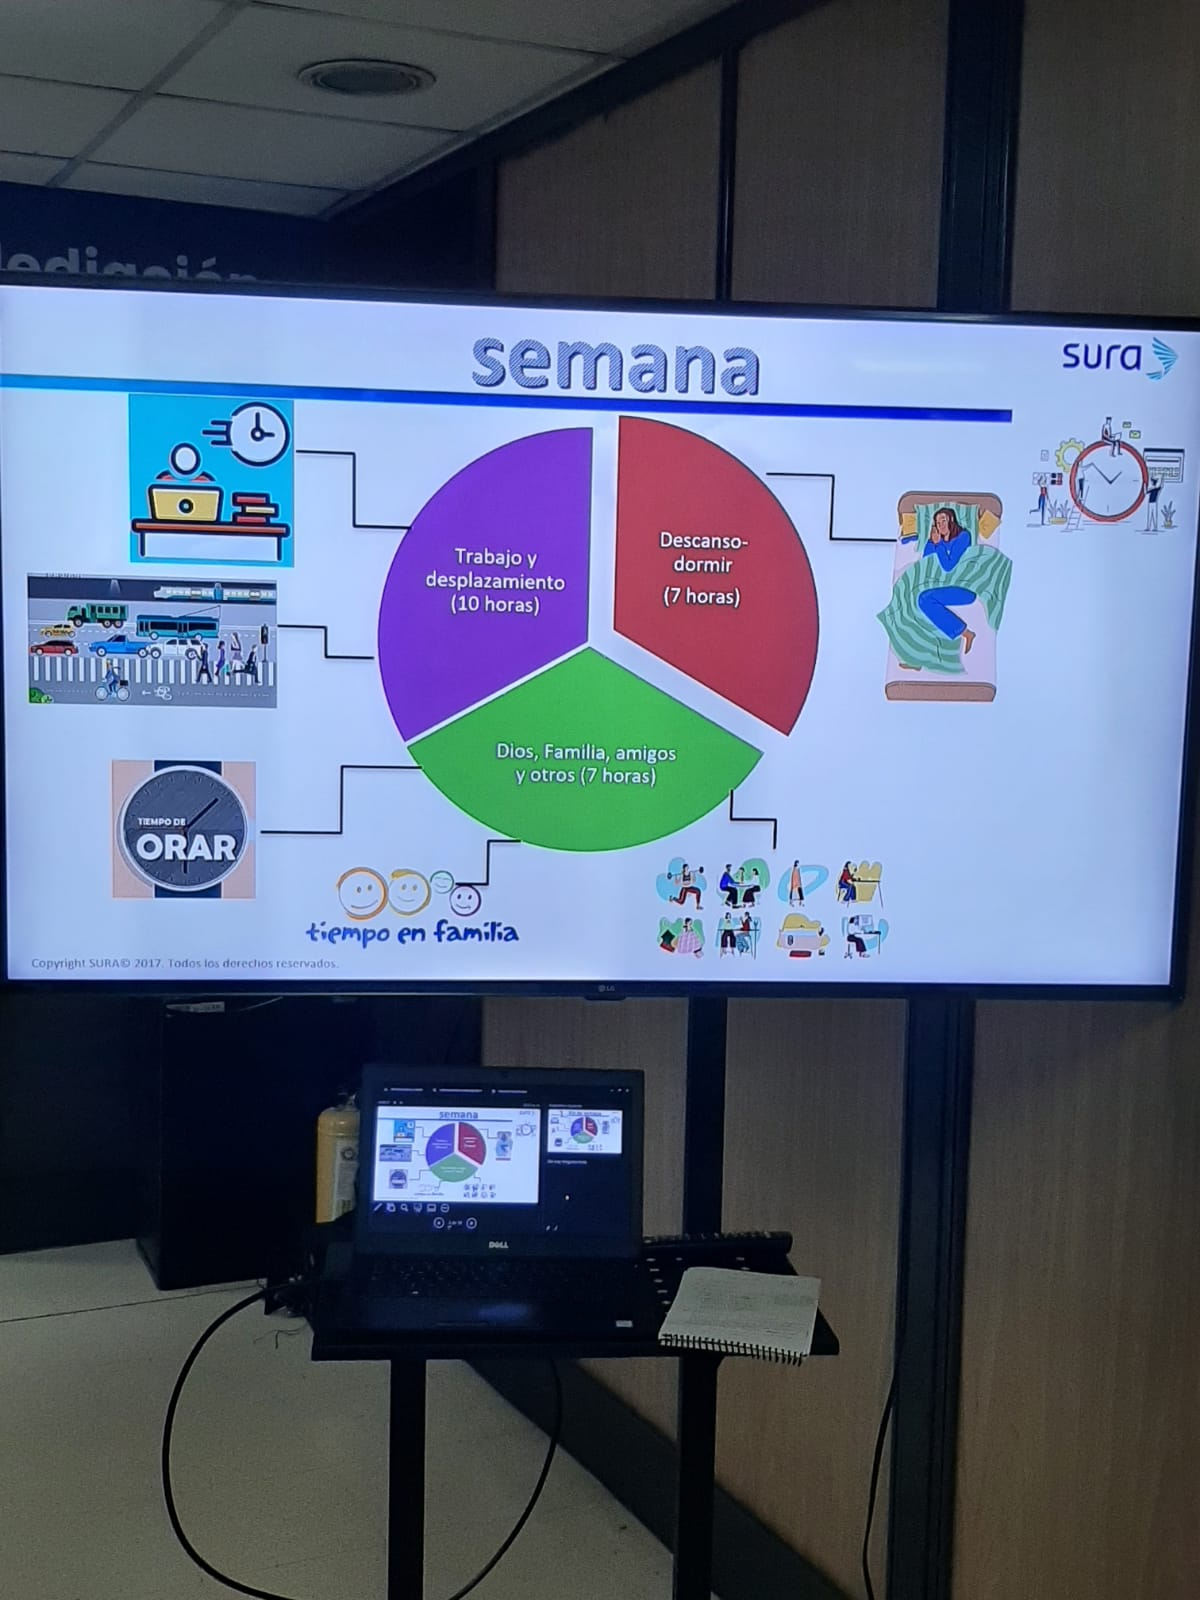 semana
sura
Trabajo y
desplazamiento
(10 horas)
Descanso-
dormir
(7 horas)
Dios, Familia, amigos
y otros (7 horas)
TIEMPO DE
ORAR
tiempo en familia
Copyright SURA© 2017. Todos los derechos reservados.
LG
semana
DELL